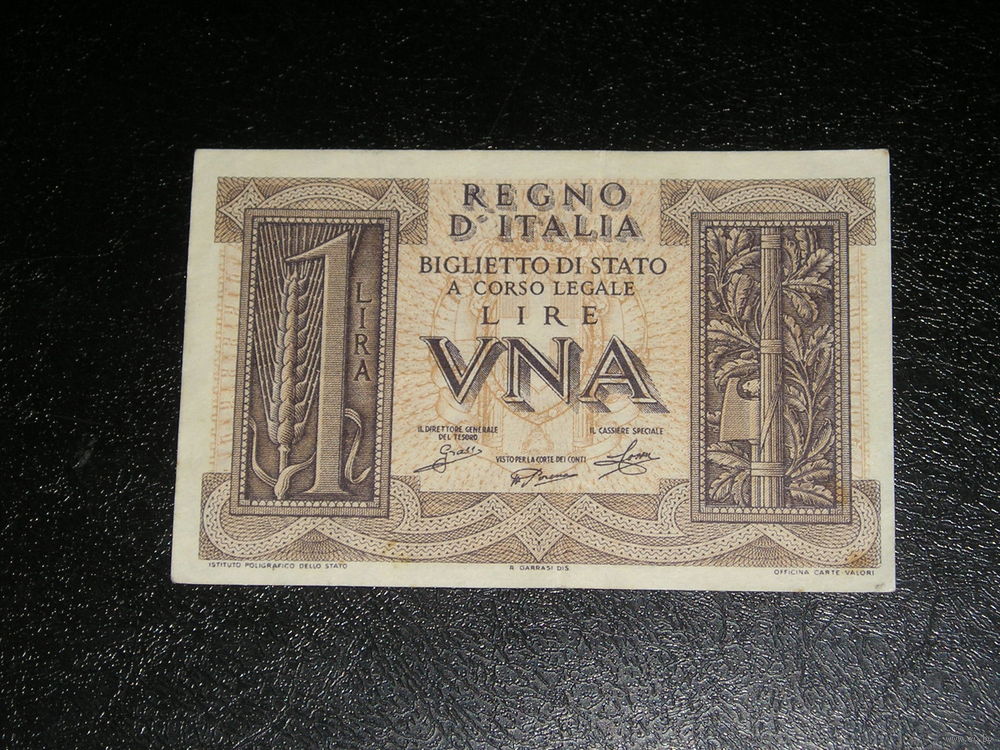 REGNO
D'ITALIA
BIGLIETTO DI STATO
A CORSO LEGALE
LIRE
VNA
1
LIRA
IL DIRETTORE GENERALE
DEL TESORO
IL CASSIERE SPECIALE
Grassi
VISTO PER LA CORTE DEI CONTI
ISTITUTO POLIGRAFICO DELLO STATO
R. GARRASI DIS.
OFFICINA CARTE VALORI